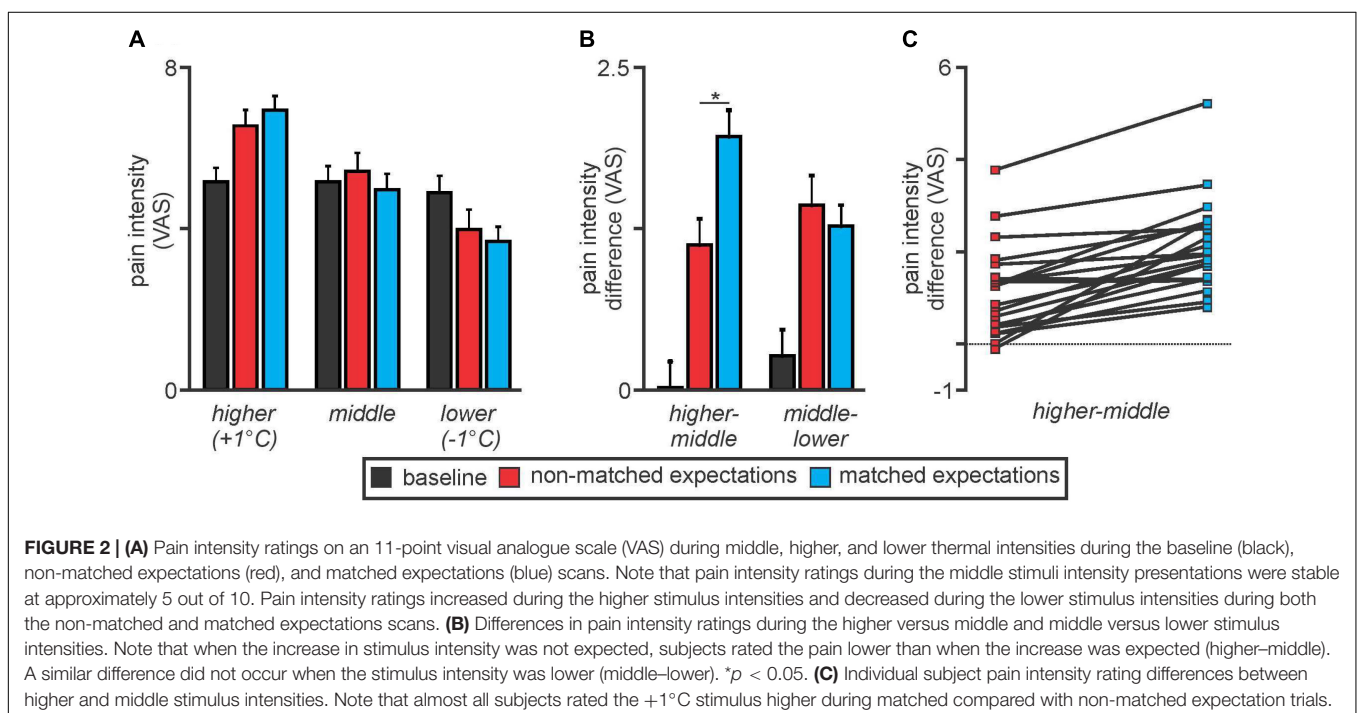 A
B
C
8
0
pain intensity
(VAS)
higher
(+1°C)
middle
lower
(-1°C)
2.5
0
pain intensity
difference (VAS)
*
higher-
middle
middle-
lower
6
-1
pain intensity
difference (VAS)
higher-middle
baseline non-matched expectations matched expectations
FIGURE 2 | (A) Pain intensity ratings on an 11-point visual analogue scale (VAS) during middle, higher, and lower thermal intensities during the baseline (black),
non-matched expectations (red), and matched expectations (blue) scans. Note that pain intensity ratings during the middle stimuli intensity presentations were stable
at approximately 5 out of 10. Pain intensity ratings increased during the higher stimulus intensities and decreased during the lower stimulus intensities during both
the non-matched and matched expectations scans. (B) Differences in pain intensity ratings during the higher versus middle and middle versus lower stimulus
intensities. Note that when the increase in stimulus intensity was not expected, subjects rated the pain lower than when the increase was expected (higher–middle).
A similar difference did not occur when the stimulus intensity was lower (middle–lower). *p < 0.05. (C) Individual subject pain intensity rating differences between
higher and middle stimulus intensities. Note that almost all subjects rated the +1°C stimulus higher during matched compared with non-matched expectation trials.